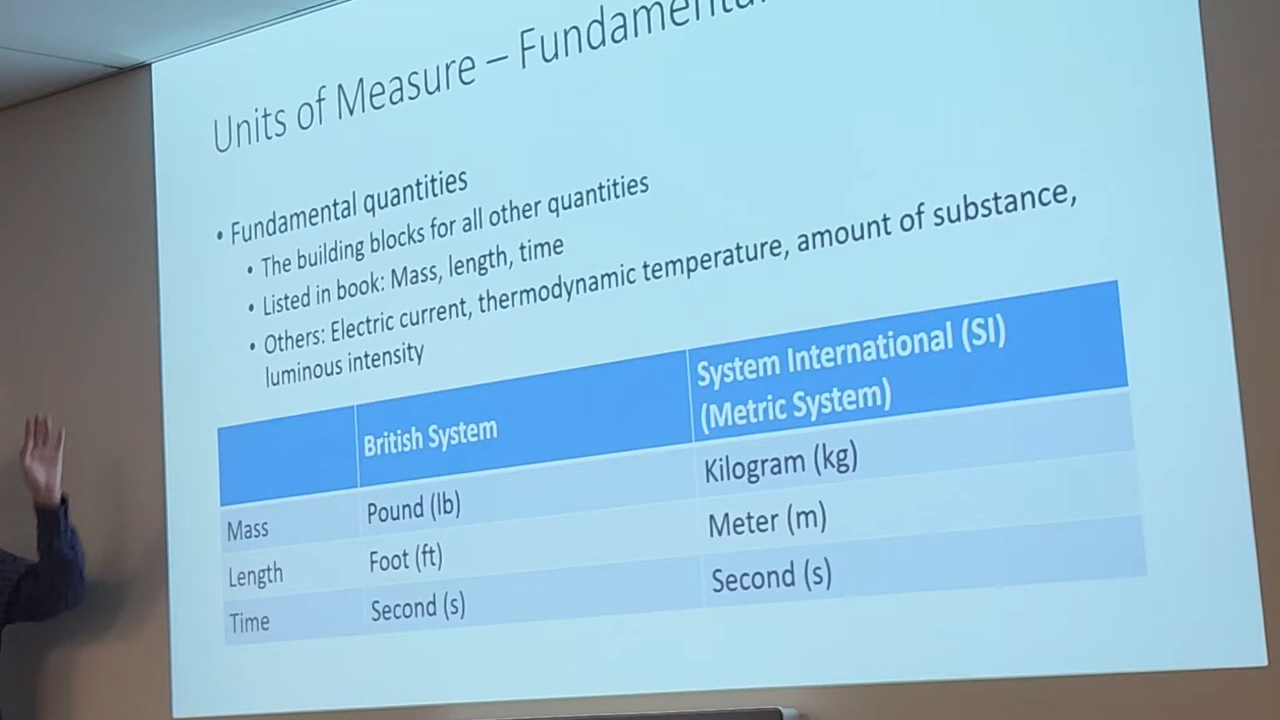 Units of Measure – Fundamental
• Fundamental quantities
• The building blocks for all other quantities
• Listed in book: Mass, length, time
• Others: Electric current, thermodynamic temperature, amount of substance,
luminous intensity
British System
System International (SI)
(Metric System)
Mass Pound (lb) Kilogram (kg)
Length Foot (ft) Meter (m)
Time Second (s) Second (s)